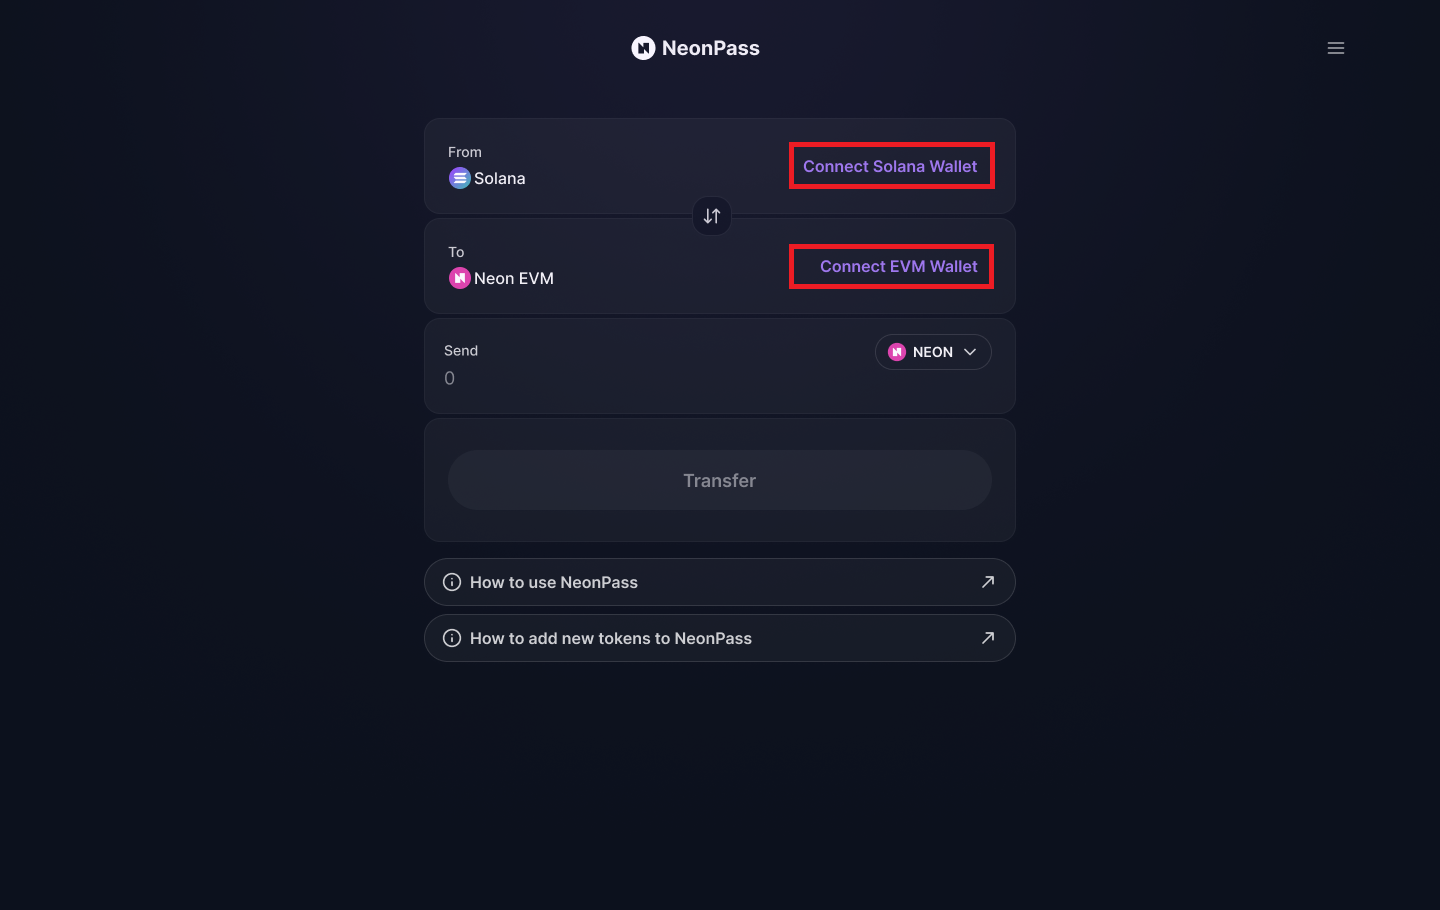 NeonPass
From
Solana
Connect Solana Wallet
To
Neon EVM
Connect EVM Wallet
Send
0
NEON
Transfer
How to use NeonPass
How to add new tokens to NeonPass